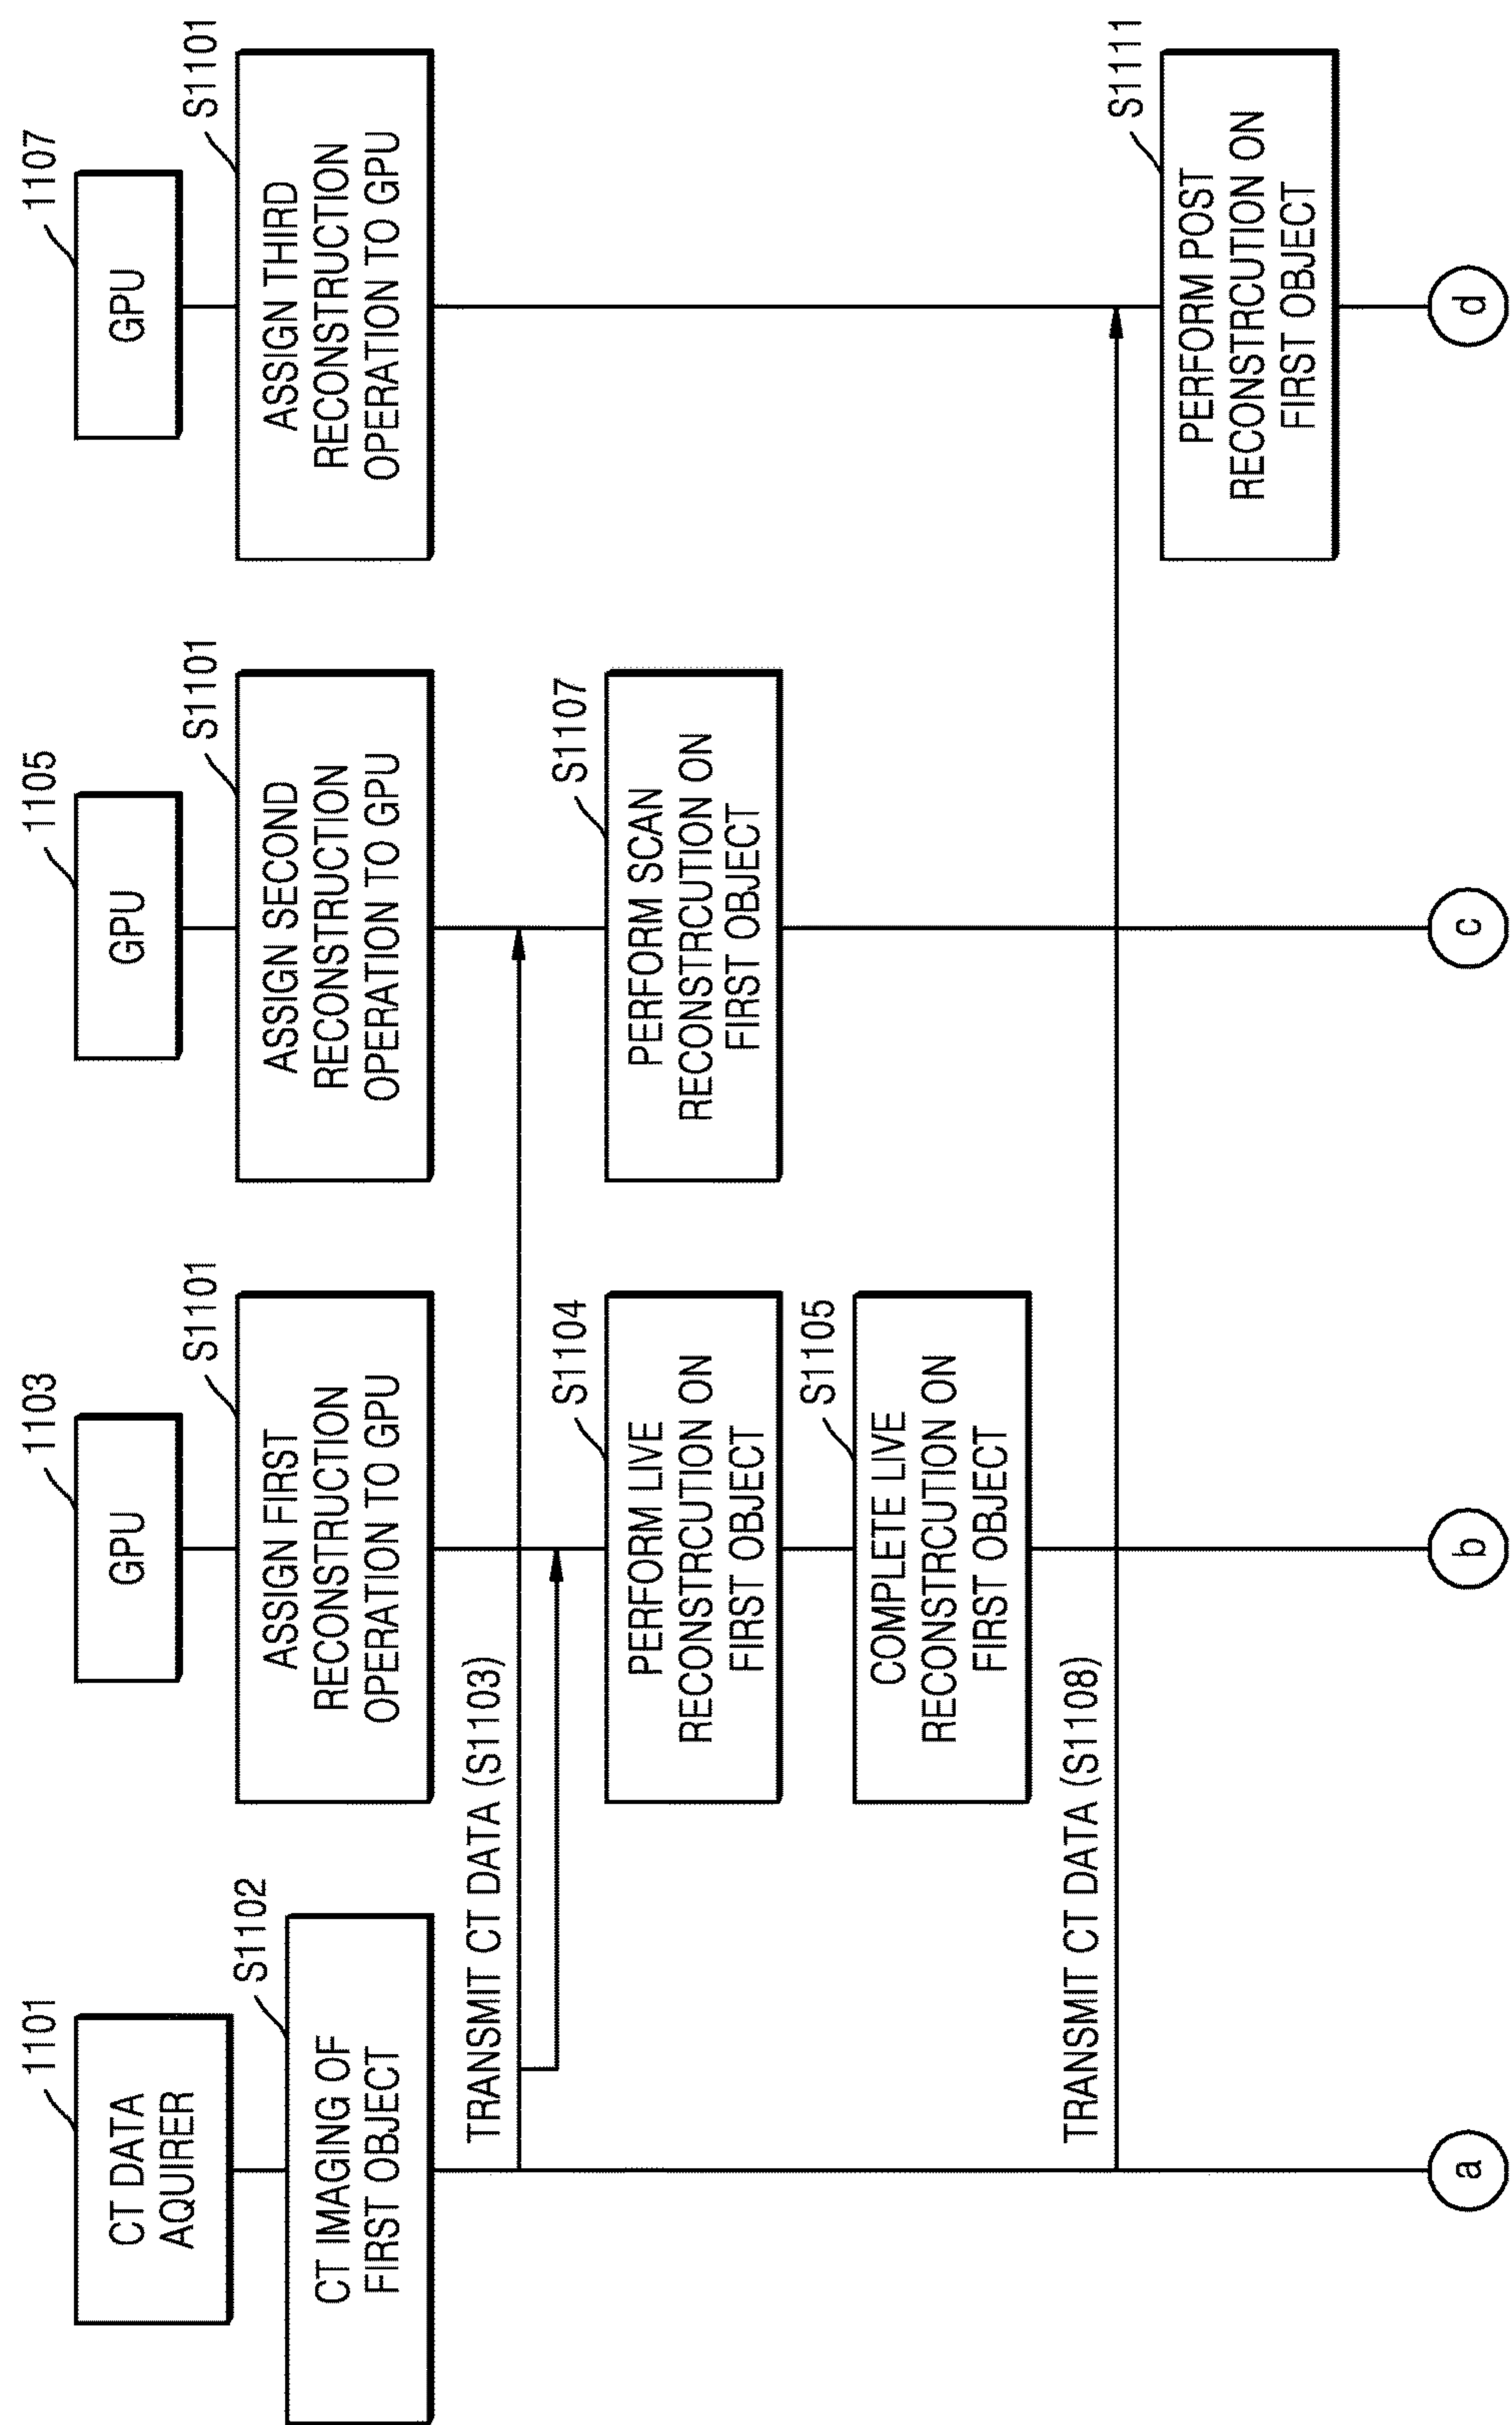 1101
CT DATA
AQUIRER
1103
GPU
1105
GPU
1107
GPU
S1102
CT IMAGING OF
FIRST OBJECT
S1101
ASSIGN FIRST
RECONSTRUCTION
OPERATION TO GPU
S1101
ASSIGN SECOND
RECONSTRUCTION
OPERATION TO GPU
S1101
ASSIGN THIRD
RECONSTRUCTION
OPERATION TO GPU
TRANSMIT CT DATA (S1103)
S1104
PERFORM LIVE
RECONSTRCUTION ON
FIRST OBJECT
S1107
PERFORM SCAN
RECONSTRCUTION ON
FIRST OBJECT
S1105
COMPLETE LIVE
RECONSTRCUTION ON
FIRST OBJECT
TRANSMIT CT DATA (S1108)
S1111
PERFORM POST
RECONSTRCUTION ON
FIRST OBJECT
a
b
c
d